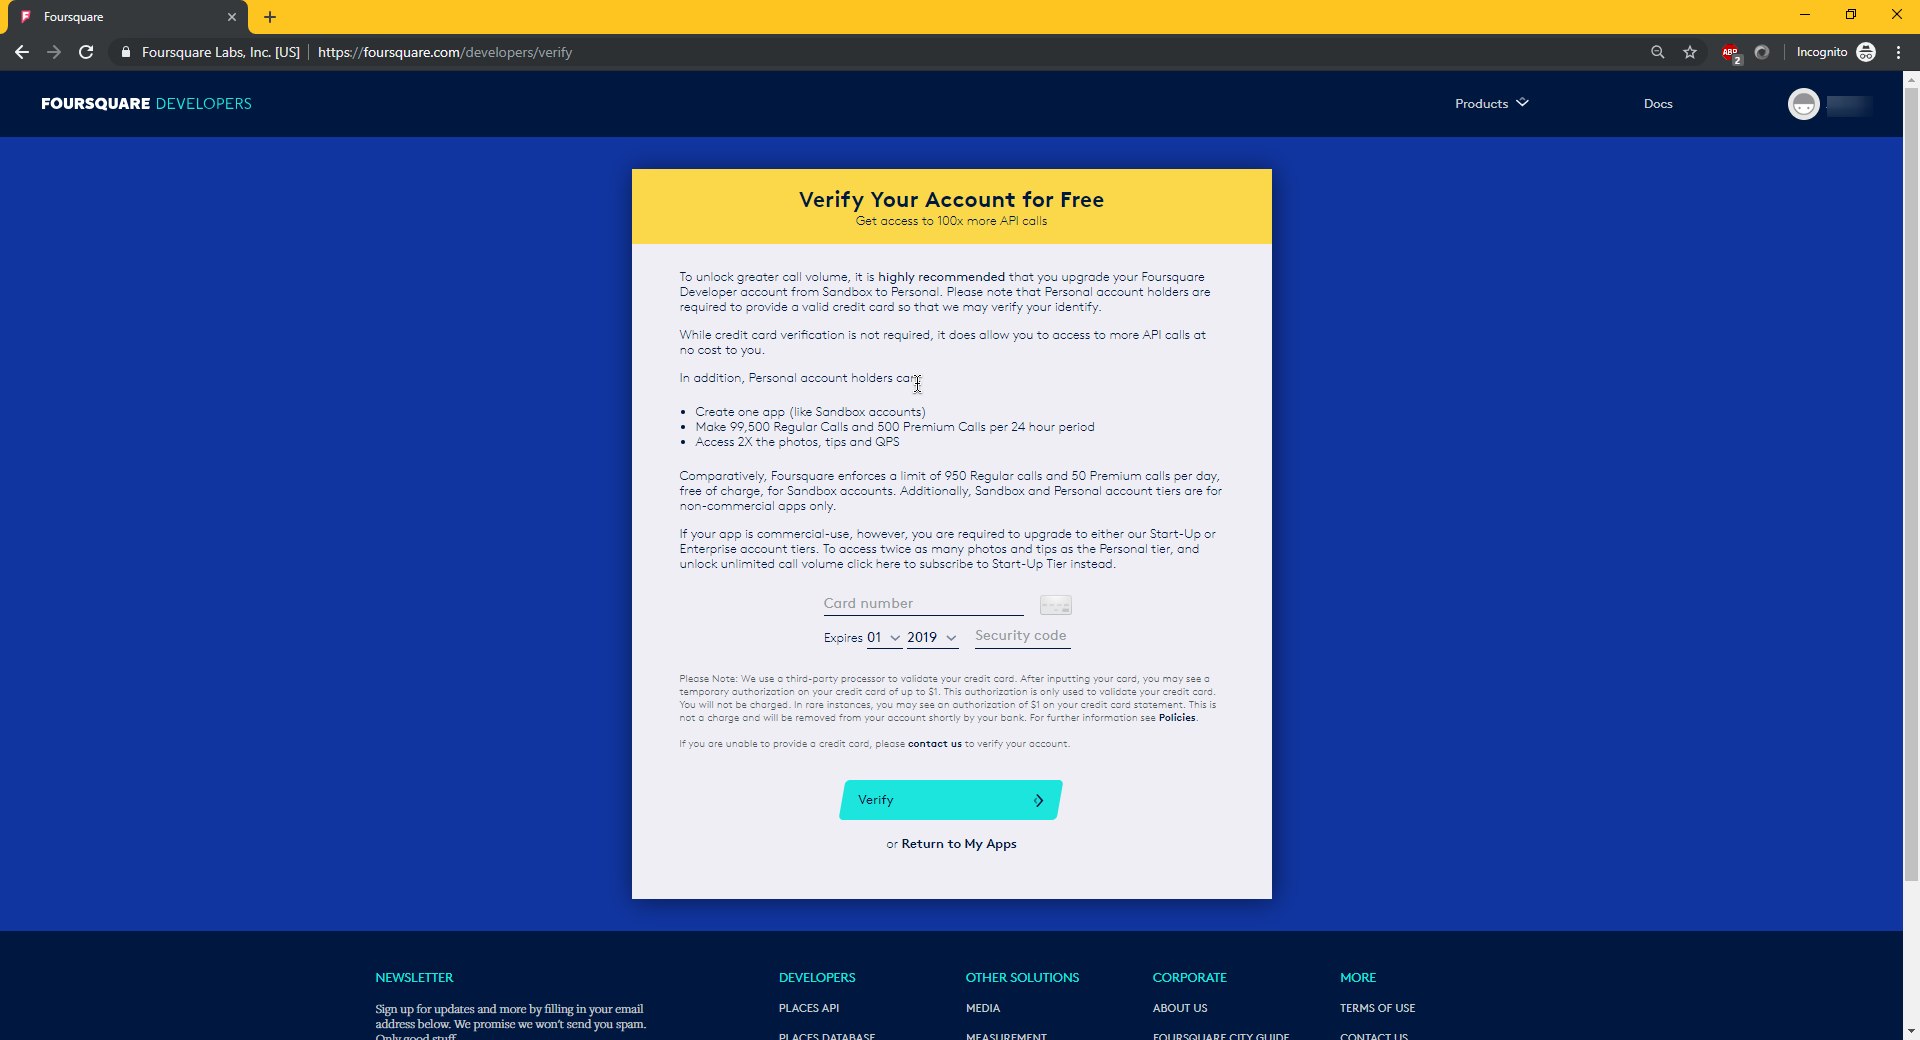 Foursquare
Foursquare Labs, Inc. [US] https://foursquare.com/developers/verify
ABP 2
Incognito
FOURSQUARE DEVELOPERS
Products
Docs
Verify Your Account for Free
Get access to 100x more API calls
To unlock greater call volume, it is highly recommended that you upgrade your Foursquare
Developer account from Sandbox to Personal. Please note that Personal account holders are
required to provide a valid credit card so that we may verify your identify.
While credit card verification is not required, it does allow you to access to more API calls at
no cost to you.
In addition, Personal account holders can
• Create one app (like Sandbox accounts)
• Make 99,500 Regular Calls and 500 Premium Calls per 24 hour period
• Access 2X the photos, tips and QPS
Comparatively, Foursquare enforces a limit of 950 Regular calls and 50 Premium calls per day,
free of charge, for Sandbox accounts. Additionally, Sandbox and Personal account tiers are for
non-commercial apps only.
If your app is commercial-use, however, you are required to upgrade to either our Start-Up or
Enterprise account tiers. To access twice as many photos and tips as the Personal tier, and
unlock unlimited call volume click here to subscribe to Start-Up Tier instead.
Card number
Expires 01 2019 Security code
Please Note: We use a third-party processor to validate your credit card. After inputting your card, you may see a
temporary authorization on your credit card of up to $1. This authorization is only used to validate your credit card.
You will not be charged. In rare instances, you may see an authorization of $1 on your credit card statement. This is
not a charge and will be removed from your account shortly by your bank. For further information see Policies.
If you are unable to provide a credit card, please contact us to verify your account.
Verify
or Return to My Apps
NEWSLETTER
Sign up for updates and more by filling in your email
address below. We promise we won't send you spam.
Only good stuff.
DEVELOPERS
PLACES API
PLACES DATABASE
OTHER SOLUTIONS
MEDIA
MEASUREMENT
CORPORATE
ABOUT US
FOURSQUARE CITY GUIDE
MORE
TERMS OF USE
CONTACT US